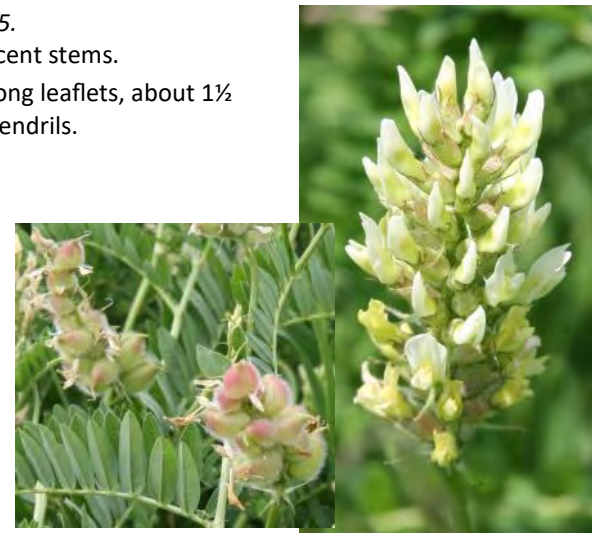 5.
cent stems.
ong leaflets, about 1½
endrils.